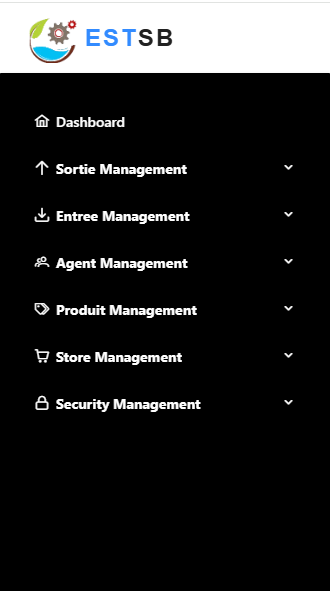 ESTSB
Dashboard
Sortie Management
Entree Management
Agent Management
Produit Management
Store Management
Security Management